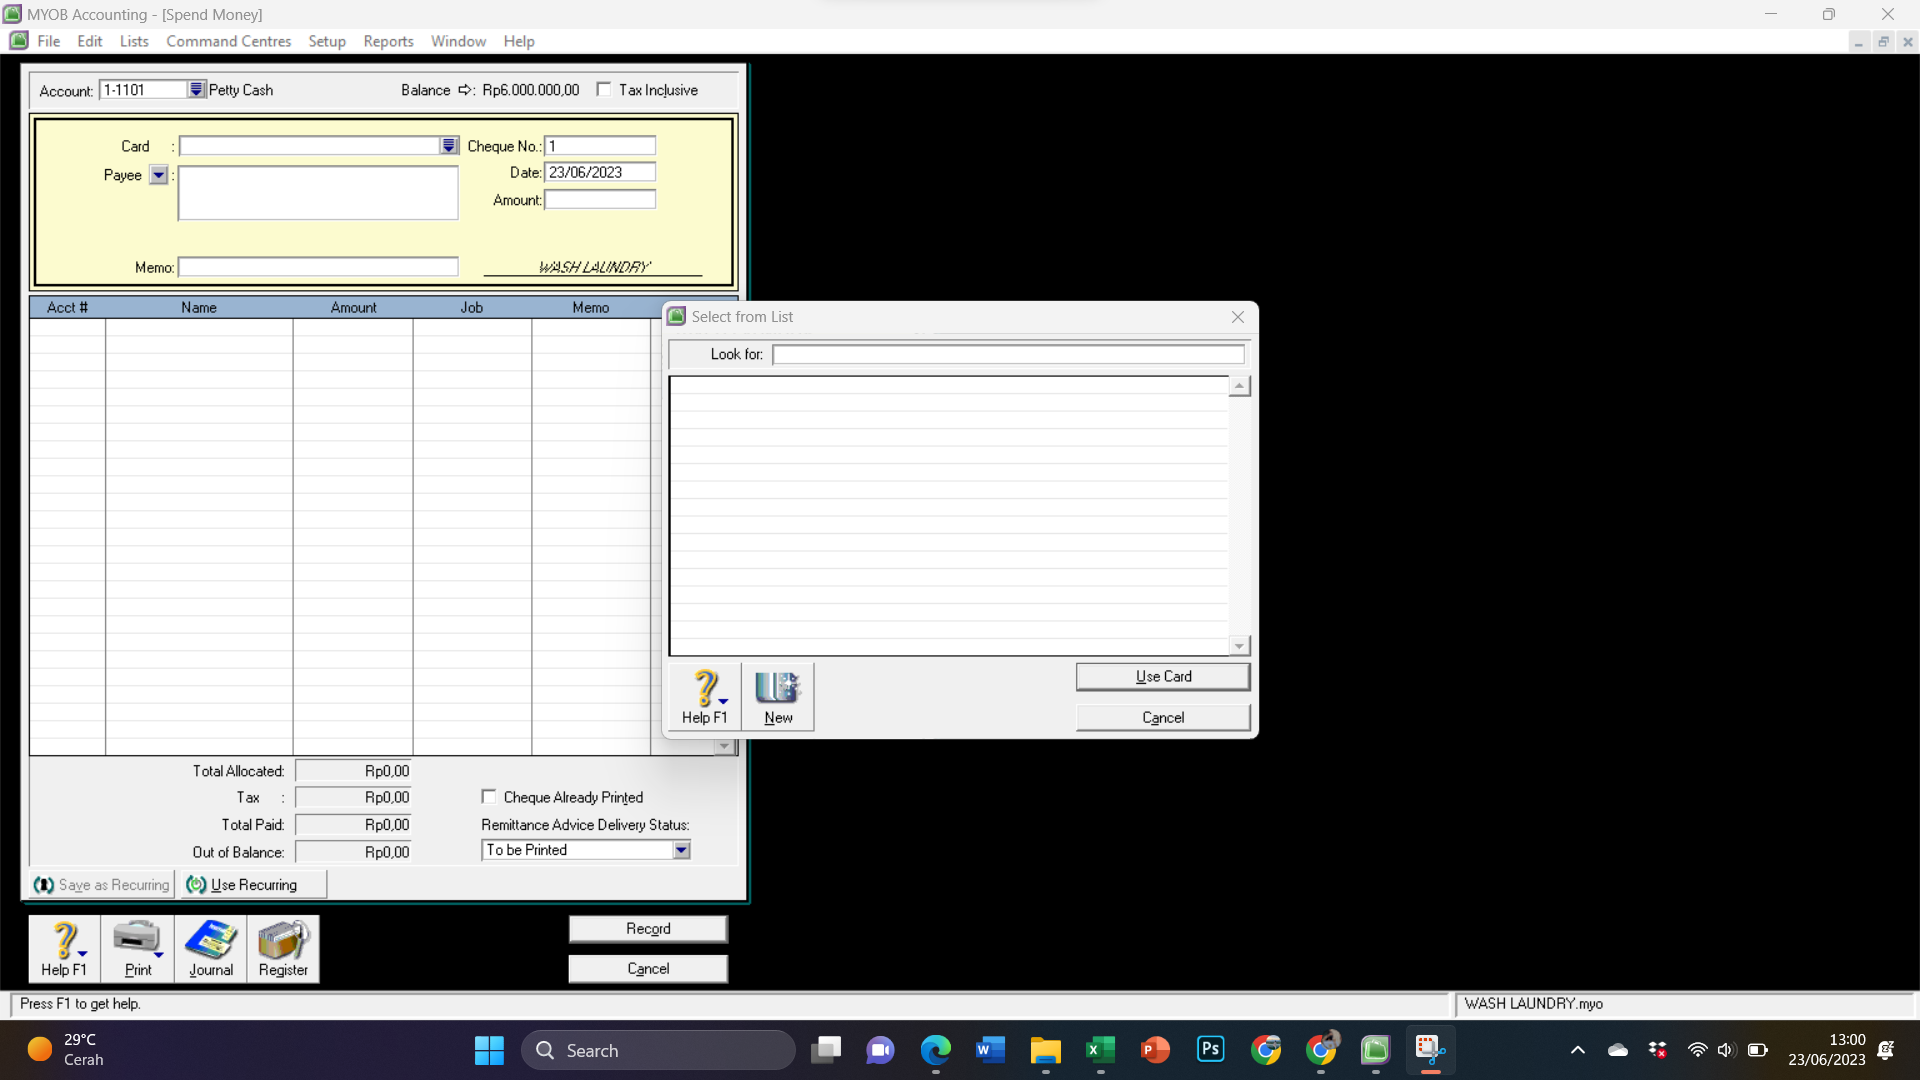 MYOB Accounting - [Spend Money]
File Edit Lists Command Centres Setup Reports Window Help
Account: 1-1101 Petty Cash Balance : Rp6.000.000,00 Tax Inclusive
Card : Cheque No.: 1
Payee : Date: 23/06/2023
Amount:
Memo: WASH LAUNDRY
Acct # Name Amount Job Memo
Select from List
Look for:
Use Card
Help F1 New Cancel
Total Allocated: Rp0,00
Tax : Rp0,00 Cheque Already Printed
Total Paid: Rp0,00 Remittance Advice Delivery Status:
Out of Balance: Rp0,00 To be Printed
Save as Recurring Use Recurring
Record
Help F1 Print Journal Register Cancel
Press F1 to get help. WASH LAUNDRY.myo
29°C
Cerah
Search
13:00
23/06/2023